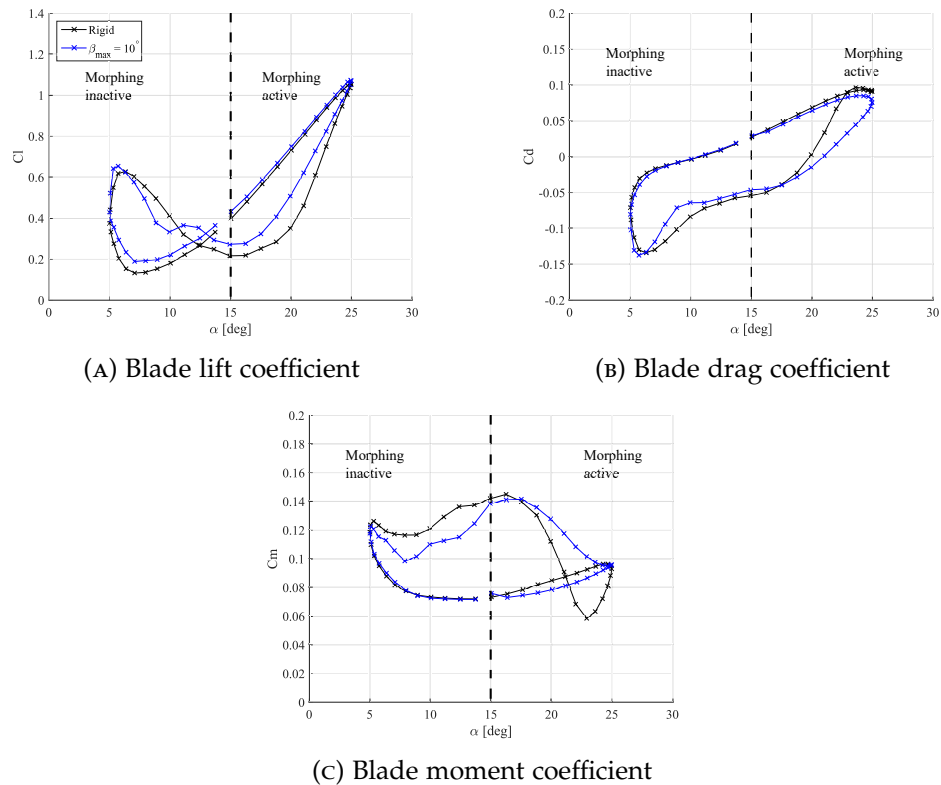 1.4
1.2
1
0.8
0.6
0.4
0.2
0
Cl
Rigid
β_max = 10°
Morphing
inactive
Morphing
active
0 5 10 15 20 25 30
α [deg]
(A) Blade lift coefficient
0.2
0.15
0.1
0.05
0
-0.05
-0.1
-0.15
-0.2
Cd
Morphing
inactive
Morphing
active
0 5 10 15 20 25 30
α [deg]
(B) Blade drag coefficient
0.2
0.18
0.16
0.14
0.12
0.1
0.08
0.06
0.04
0.02
0
Cm
Morphing
inactive
Morphing
active
0 5 10 15 20 25 30
α [deg]
(C) Blade moment coefficient